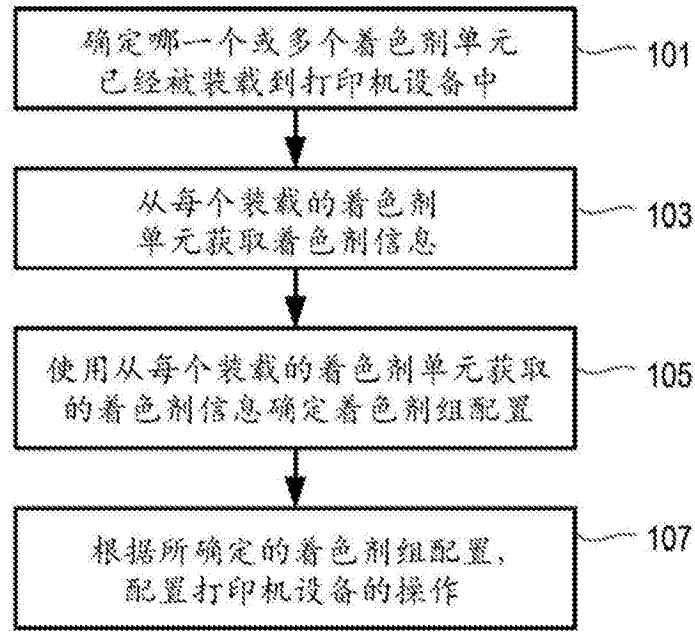 确定哪一个或多个着色剂单元
已经被装载到打印机设备中
101
从每个装载的着色剂
单元获取着色剂信息
103
使用从每个装载的着色剂单元获取
的着色剂信息确定着色剂组配置
105
根据所确定的着色剂组配置,
配置打印机设备的操作
107